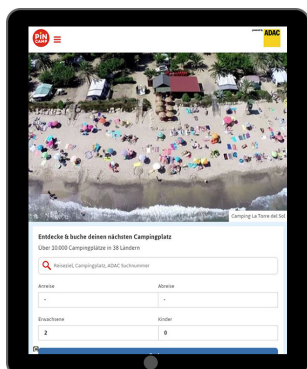 PiN
CAMP
ADAC
Camping La Torre del Sol
Entdecke & buche deinen nächsten Campingplatz
Über 10.000 Campingplätze in 38 Ländern
Reiseziel, Campingplatz, ADAC Suchnummer
Anreise Abreise
- -
Erwachsene Kinder
2 0